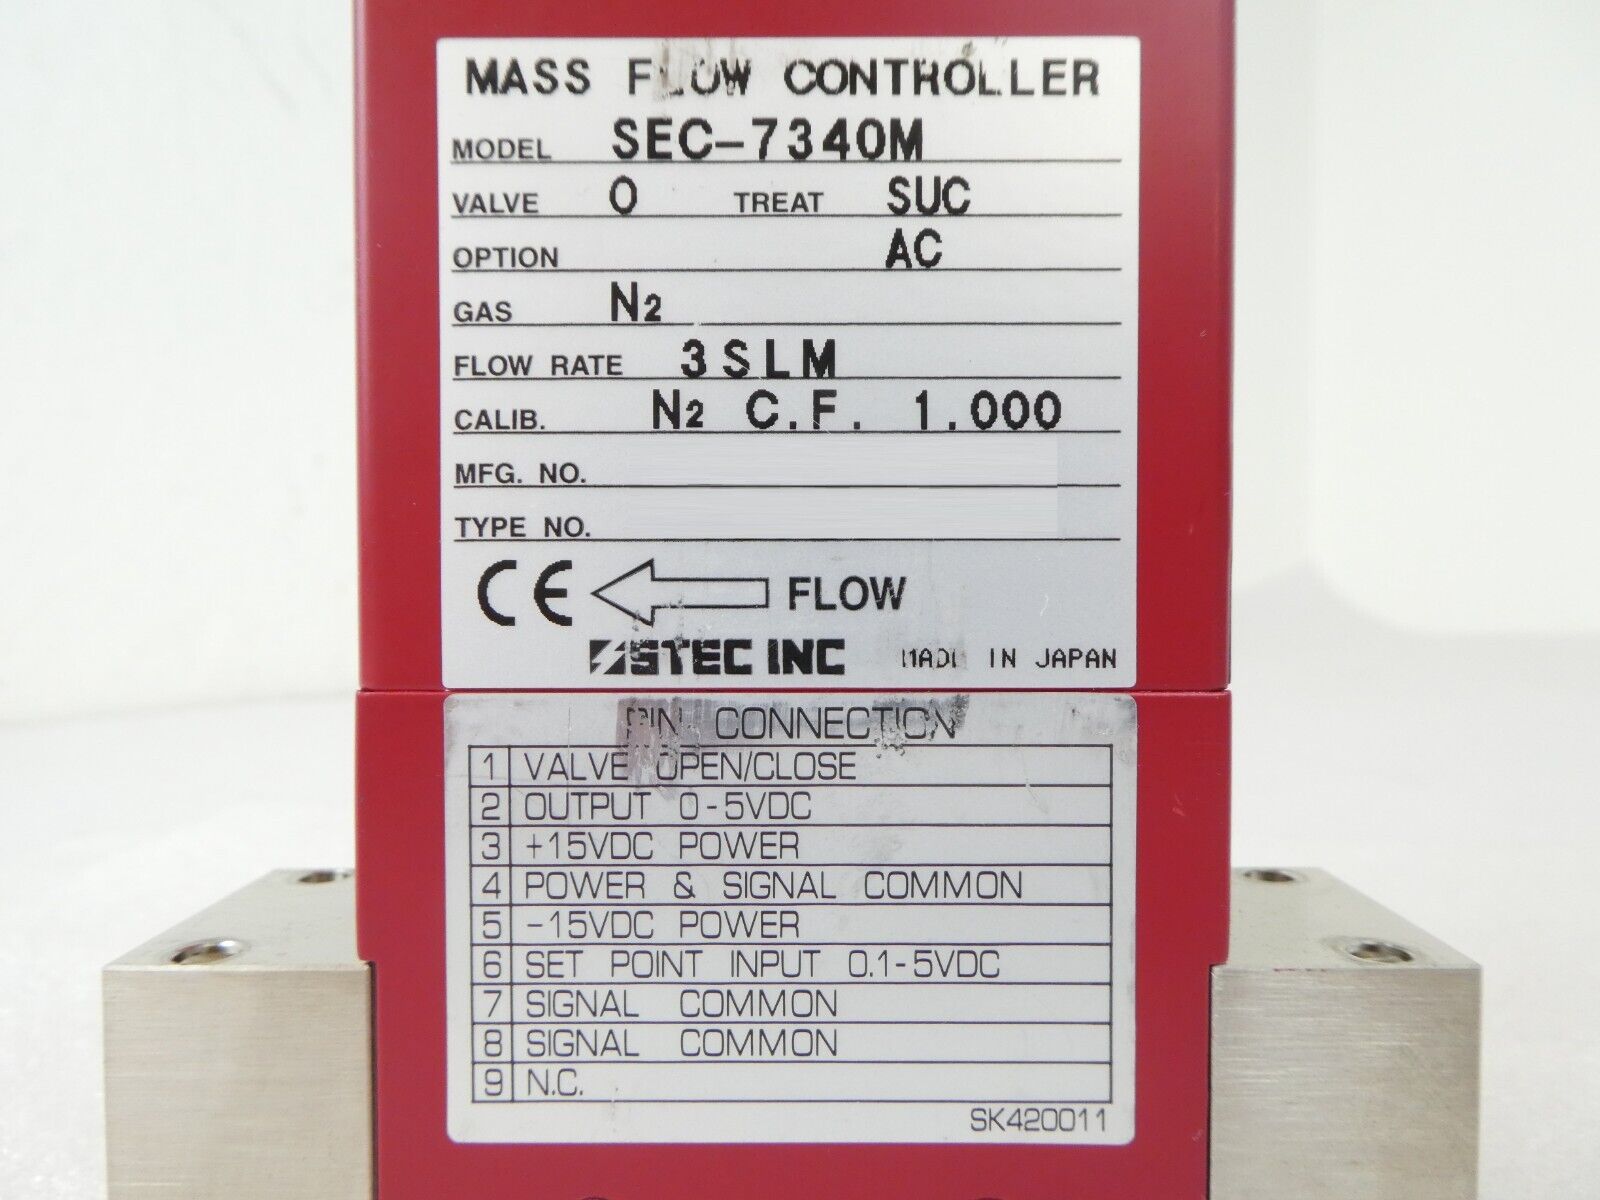 MASS FLOW CONTROLLER
MODEL SEC-7340M
VALVE O TREAT SUC
OPTION AC
GAS N2
FLOW RATE 3SLM
CALIB. N2 C.F. 1.000
MFG. NO.
TYPE NO.
CE FLOW
STEC INC MADE IN JAPAN
PIN CONNECTION
1 VALVE OPEN/CLOSE
2 OUTPUT 0-5VDC
3 +15VDC POWER
4 POWER & SIGNAL COMMON
5 -15VDC POWER
6 SET POINT INPUT 0.1-5VDC
7 SIGNAL COMMON
8 SIGNAL COMMON
9 N.C.
SK420011